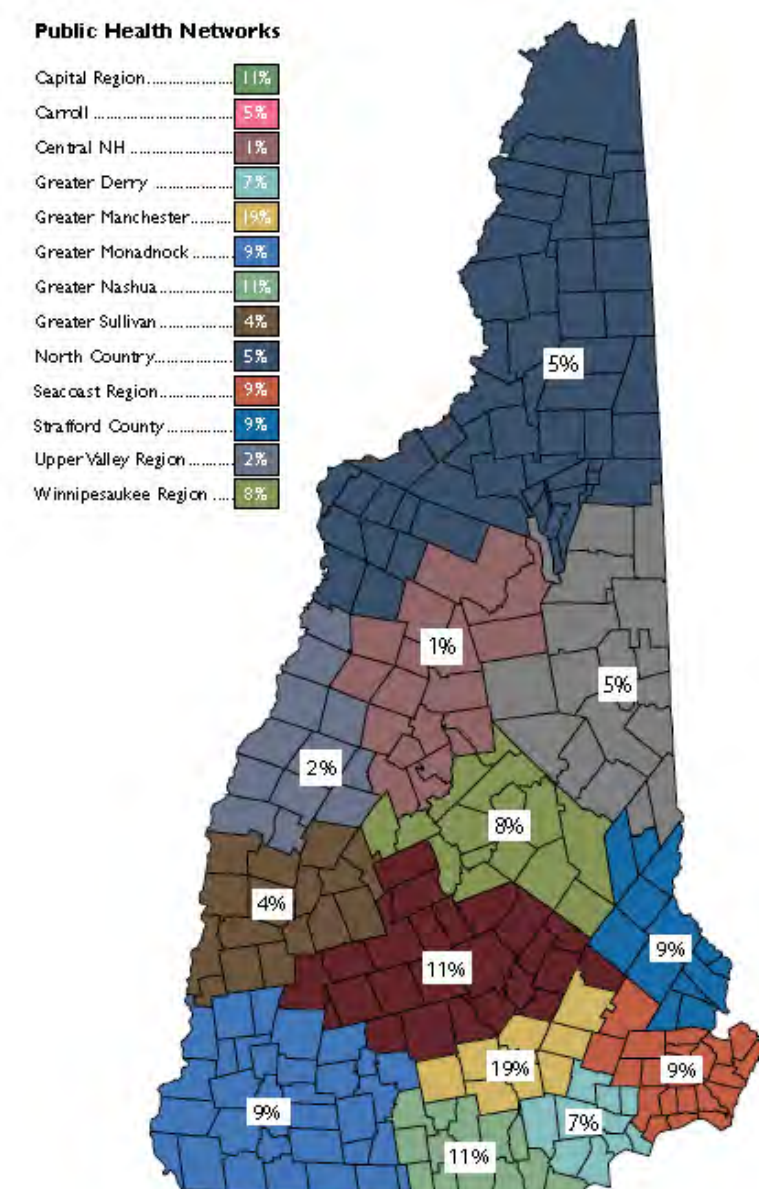 Public Health Networks
Capital Region.................... 11%
Carroll................................. 5%
Central NH........................ 1%
Greater Derry.................. 7%
Greater Manchester......... 19%
Greater Monadnock......... 9%
Greater Nashua................. 11%
Greater Sullivan................. 4%
North Country.................. 5%
Seacoast Region................. 9%
Strafford County............... 9%
Upper Valley Region.......... 2%
Winnipesaukee Region..... 8%
5%
1%
5%
2%
8%
4%
9%
11%
19%
9%
9%
7%
11%